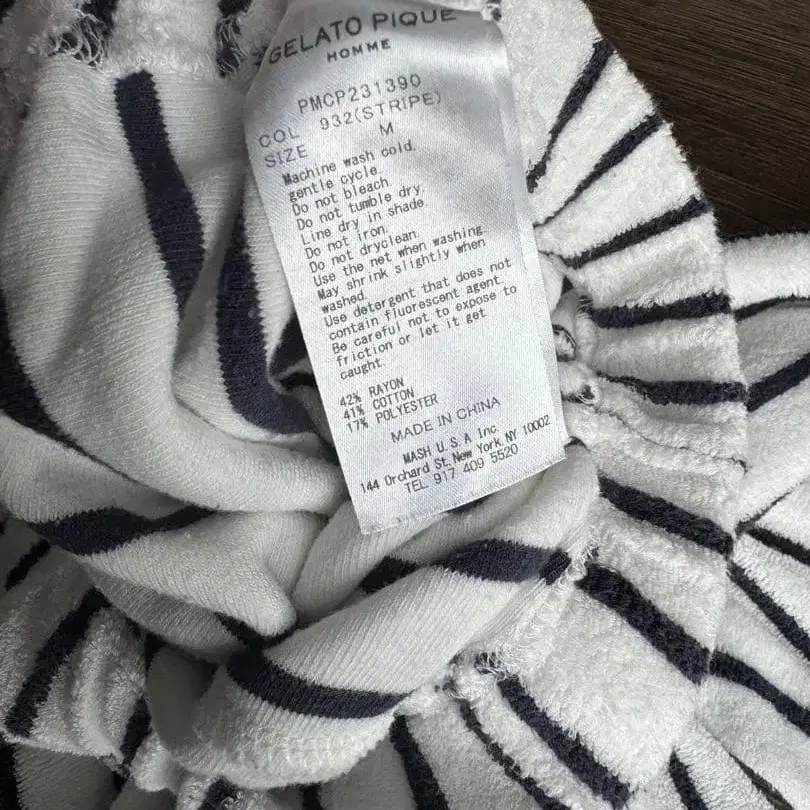 GELATO PIQUE
HOMME
PMCP231390
COL 932(STRIPE)
SIZE M
Machine wash cold.
gentle cycle.
Do not bleach.
Do not tumble dry.
Line dry in shade.
Do not iron.
Do not dryclean.
Use the net when washing.
May shrink slightly when
washed.
Use detergent that does not
contain fluorescent agent.
Be careful not to expose to
friction or let it get
caught.
42% RAYON
41% COTTON
17% POLYESTER
MADE IN CHINA
MASH U.S.A Inc.
144 Orchard St, New York, NY 10002
TEL 917 409 5520